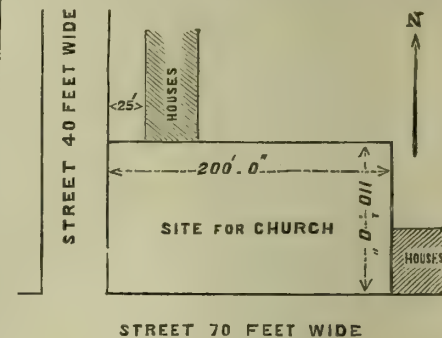 N
STREET 40 FEET WIDE
25'
HOUSES
200'. 0"
110'. 0"
SITE FOR CHURCH
HOUSES
STREET 70 FEET WIDE